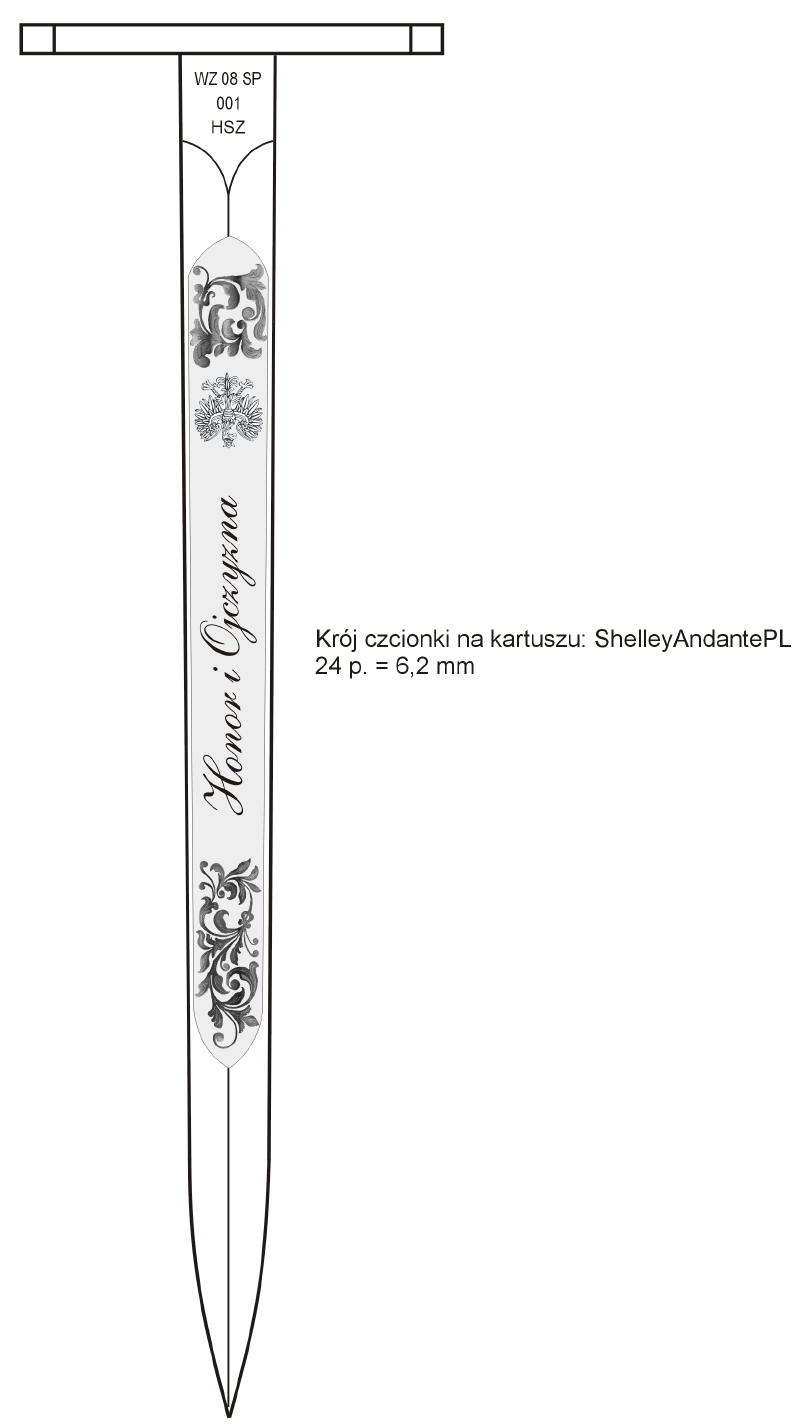 WZ 08 SP
001
HSZ
Honor i Ojczyzna
Krój czcionki na kartuszu: ShelleyAndantePL
24 p. = 6,2 mm